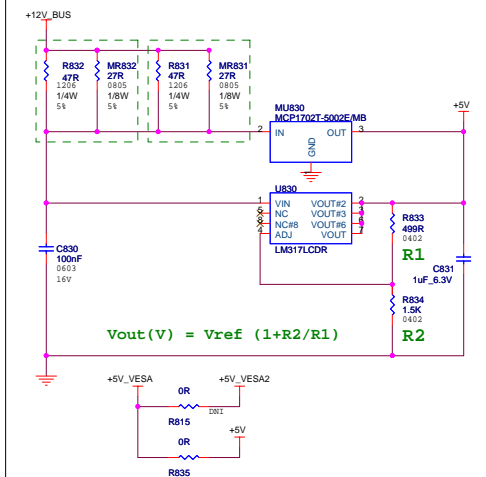 +12V_BUS
R832
47R
1206
1/4W
5%
MR832
27R
0805
1/8W
5%
R831
47R
1206
1/4W
5%
MR831
27R
0805
1/8W
5%
MU830
MCP1702T-5002E/MB
+5V
2 IN OUT 3
GND
U830
1 VIN VOUT#2 2
5 NC VOUT#3 3
8 NC#8 VOUT#6 6
4 ADJ VOUT 7
LM317LCDR
R833
499R
0402
R1
C830
100nF
0603
16V
C831
1uF_6.3V
R834
1.5K
0402
R2
Vout(V) = Vref (1+R2/R1)
+5V_VESA
+5V_VESA2
0R
DNI
R815
+5V
0R
R835